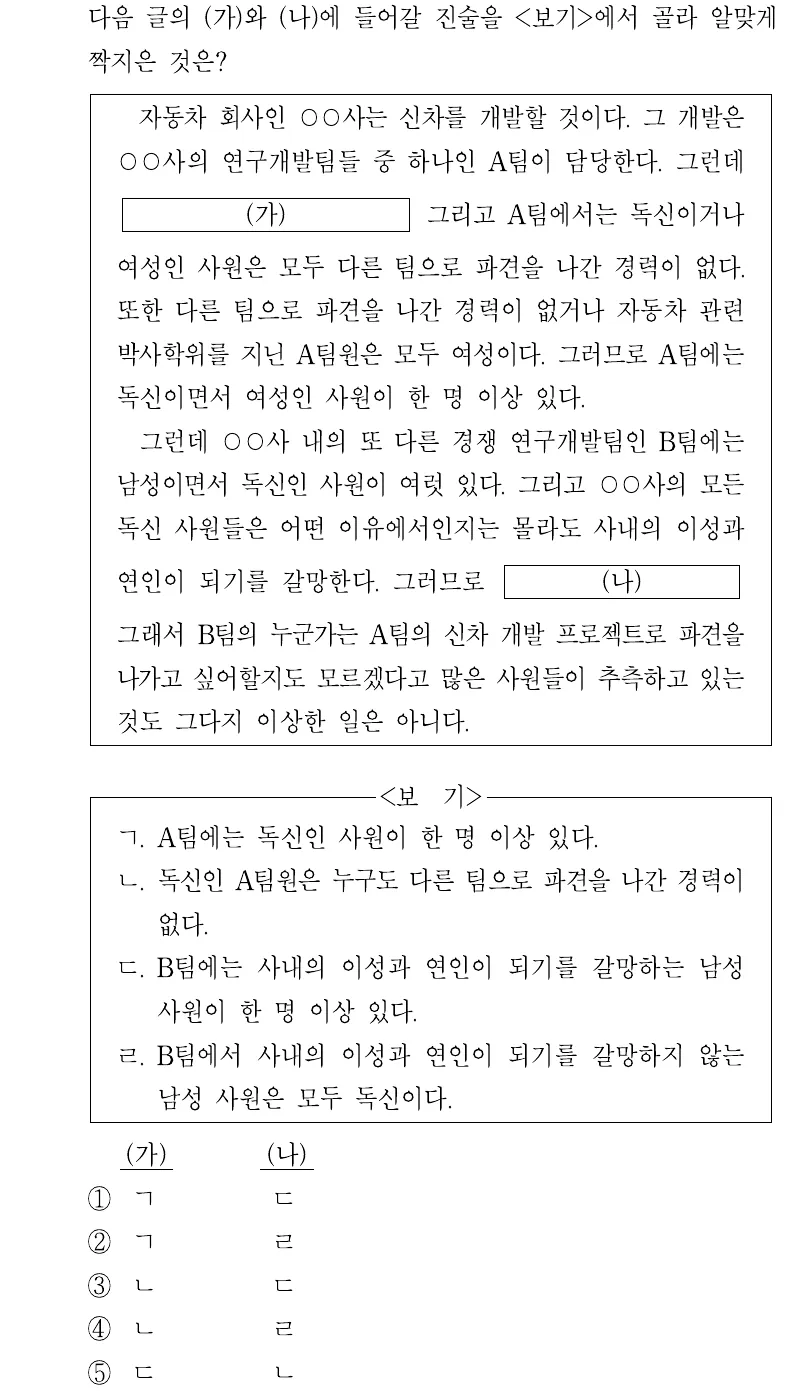 다음 글의 (가)와 (나)에 들어갈 진술을 <보기>에서 골라 알맞게
짝지은 것은?
자동차 회사인 ○○사는 신차를 개발할 것이다. 그 개발은
○○사의 연구개발팀들 중 하나인 A팀이 담당한다. 그런데
(가) 그리고 A팀에서는 독신이거나
여성인 사원은 모두 다른 팀으로 파견을 나간 경력이 없다.
또한 다른 팀으로 파견을 나간 경력이 없거나 자동차 관련
박사학위를 지닌 A팀원은 모두 여성이다. 그러므로 A팀에는
독신이면서 여성인 사원이 한 명 이상 있다.
그런데 ○○사 내의 또 다른 경쟁 연구개발팀인 B팀에는
남성이면서 독신인 사원이 여럿 있다. 그리고 ○○사의 모든
독신 사원들은 어떤 이유에서인지는 몰라도 사내의 이성과
연인이 되기를 갈망한다. 그러므로 (나)
그래서 B팀의 누군가는 A팀의 신차 개발 프로젝트로 파견을
나가고 싶어할지도 모르겠다고 많은 사원들이 추측하고 있는
것도 그다지 이상한 일은 아니다.
<보 기>
ㄱ. A팀에는 독신인 사원이 한 명 이상 있다.
ㄴ. 독신인 A팀원은 누구도 다른 팀으로 파견을 나간 경력이
없다.
ㄷ. B팀에는 사내의 이성과 연인이 되기를 갈망하는 남성
사원이 한 명 이상 있다.
ㄹ. B팀에서 사내의 이성과 연인이 되기를 갈망하지 않는
남성 사원은 모두 독신이다.
(가) (나)
① ㄱ ㄷ
② ㄱ ㄹ
③ ㄴ ㄷ
④ ㄴ ㄹ
⑤ ㄷ ㄴ